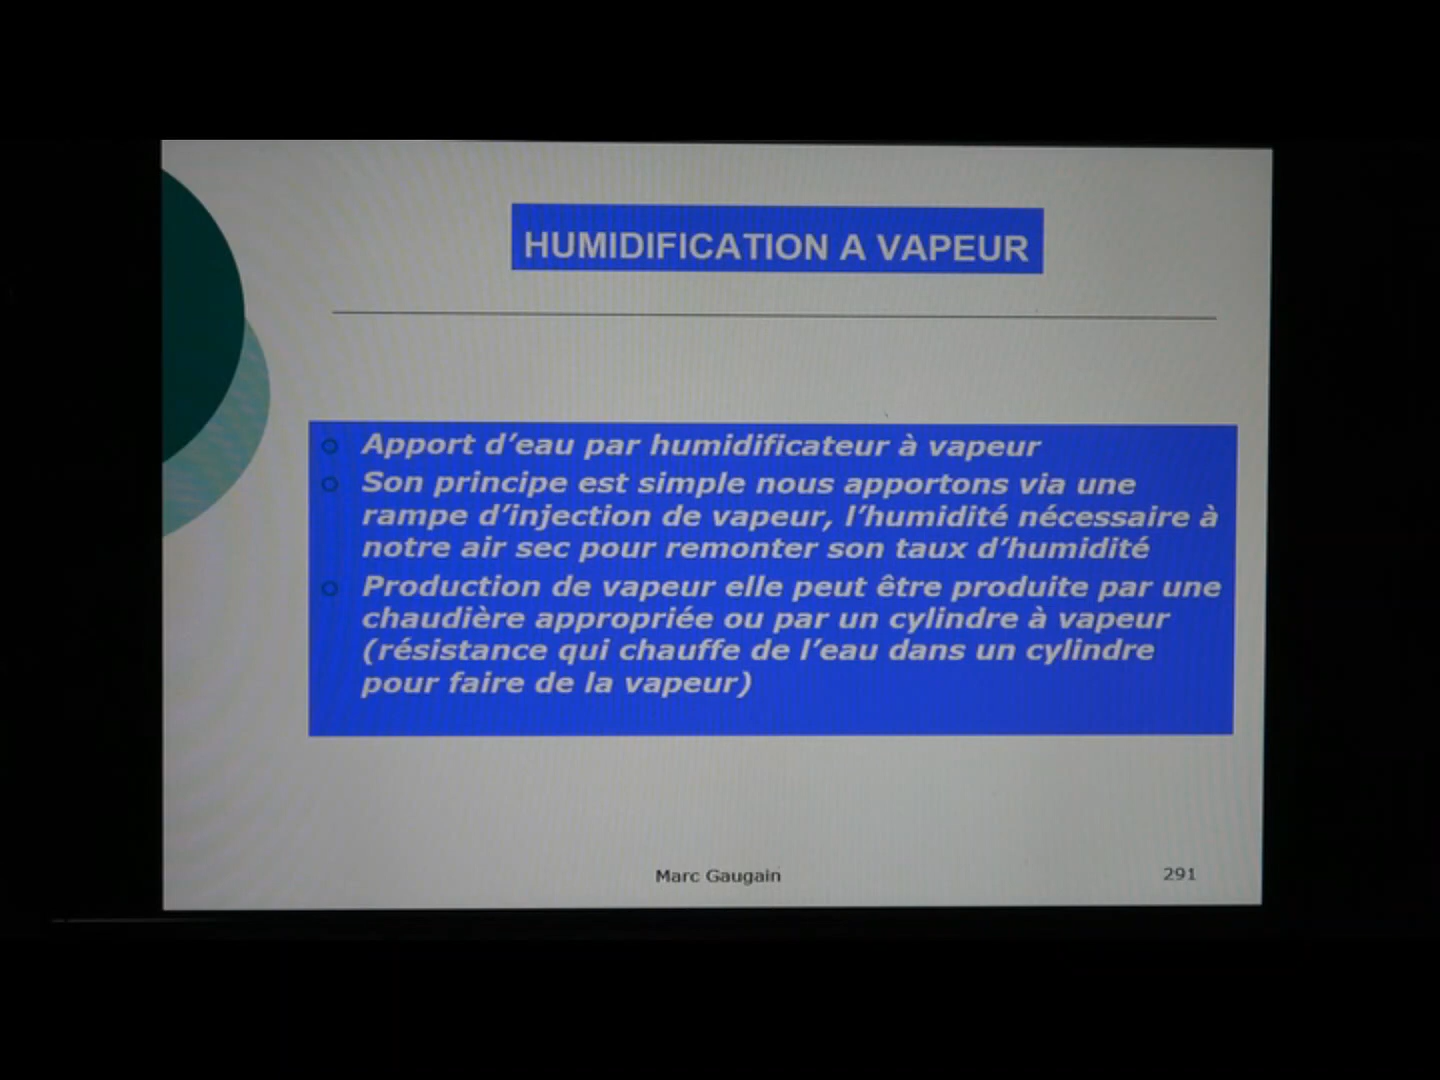 HUMIDIFICATION A VAPEUR
Apport d'eau par humidificateur à vapeur
Son principe est simple nous apportons via une
rampe d'injection de vapeur, l'humidité nécessaire à
notre air sec pour remonter son taux d'humidité
Production de vapeur elle peut être produite par une
chaudière appropriée ou par un cylindre à vapeur
(résistance qui chauffe de l'eau dans un cylindre
pour faire de la vapeur)
Marc Gaugain
291